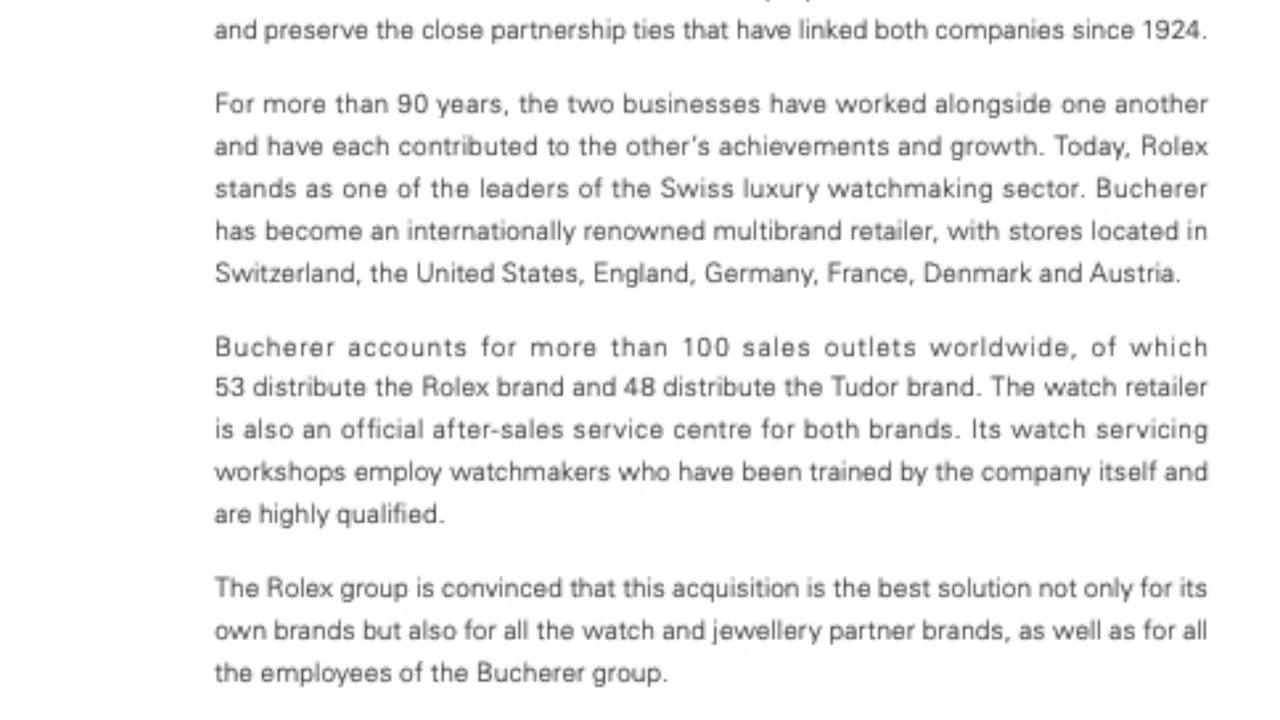 and preserve the close partnership ties that have linked both companies since 1924.
For more than 90 years, the two businesses have worked alongside one another
and have each contributed to the other's achievements and growth. Today, Rolex
stands as one of the leaders of the Swiss luxury watchmaking sector. Bucherer
has become an internationally renowned multibrand retailer, with stores located in
Switzerland, the United States, England, Germany, France, Denmark and Austria.
Bucherer accounts for more than 100 sales outlets worldwide, of which
53 distribute the Rolex brand and 48 distribute the Tudor brand. The watch retailer
is also an official after-sales service centre for both brands. Its watch servicing
workshops employ watchmakers who have been trained by the company itself and
are highly qualified.
The Rolex group is convinced that this acquisition is the best solution not only for its
own brands but also for all the watch and jewellery partner brands, as well as for all
the employees of the Bucherer group.